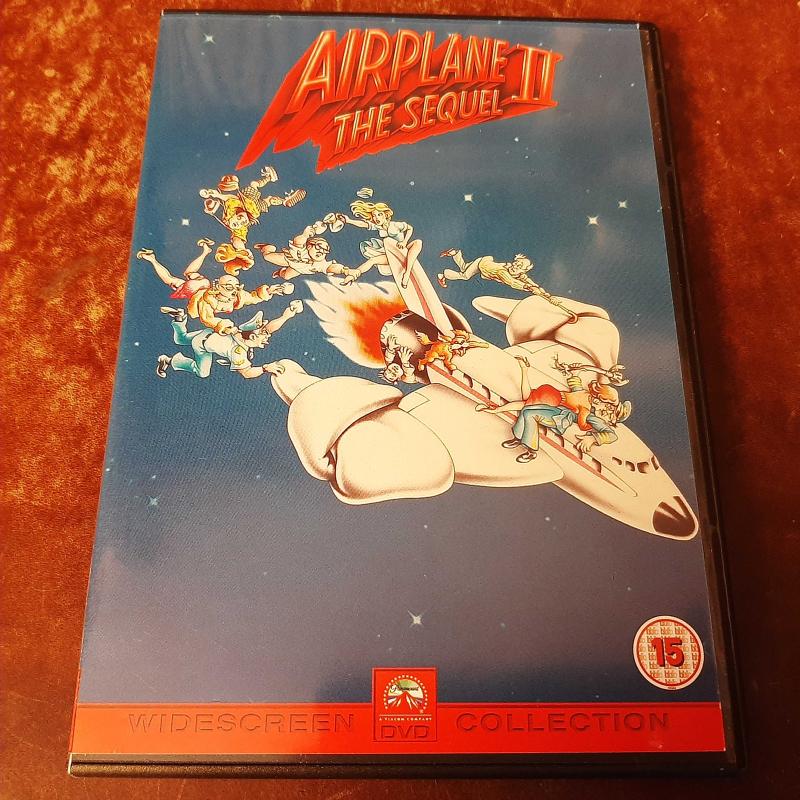 AIRPLANE II
THE SEQUEL
15
WIDESCREEN COLLECTION
Paramount
A VIACOM COMPANY
DVD